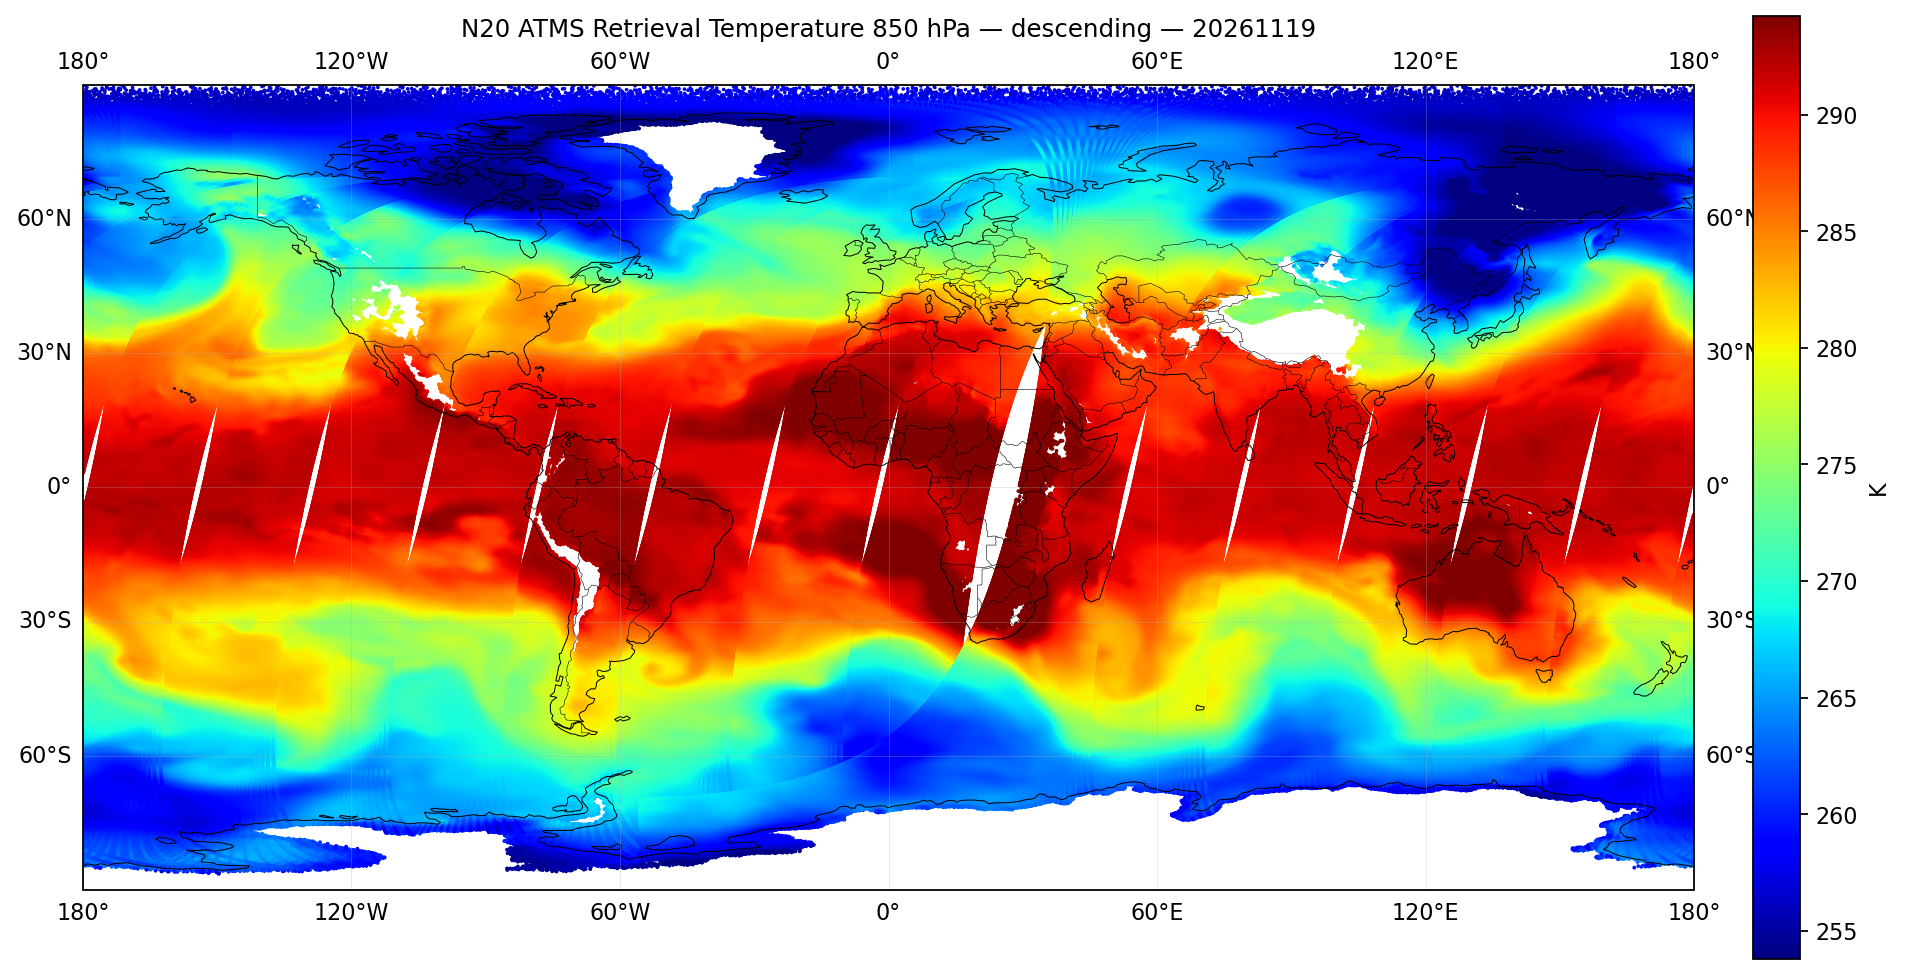 N20 ATMS Retrieval Temperature 850 hPa — descending — 20261119
180° 120°W 60°W 0° 60°E 120°E 180°
60°N 60°N
30°N 30°N
0° 0°
30°S 30°S
60°S 60°S
180° 120°W 60°W 0° 60°E 120°E 180°
290
285
280
275
270
265
260
255
K